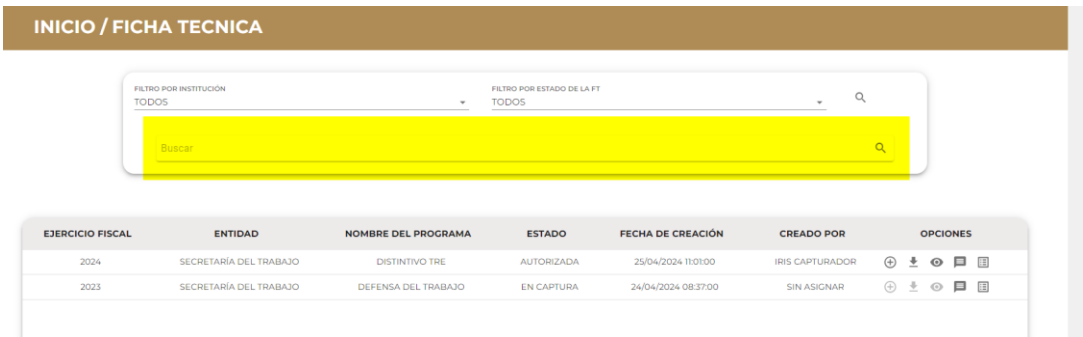 INICIO / FICHA TECNICA
FILTRO POR INSTITUCIÓN FILTRO POR ESTADO DE LA FT
TODOS TODOS
Buscar
EJERCICIO FISCAL ENTIDAD NOMBRE DEL PROGRAMA ESTADO FECHA DE CREACIÓN CREADO POR OPCIONES
2024 SECRETARÍA DEL TRABAJO DISTINTIVO TRE AUTORIZADA 25/04/2024 11:01:00 IRIS CAPTURADOR
2023 SECRETARÍA DEL TRABAJO DEFENSA DEL TRABAJO EN CAPTURA 24/04/2024 08:37:00 SIN ASIGNAR